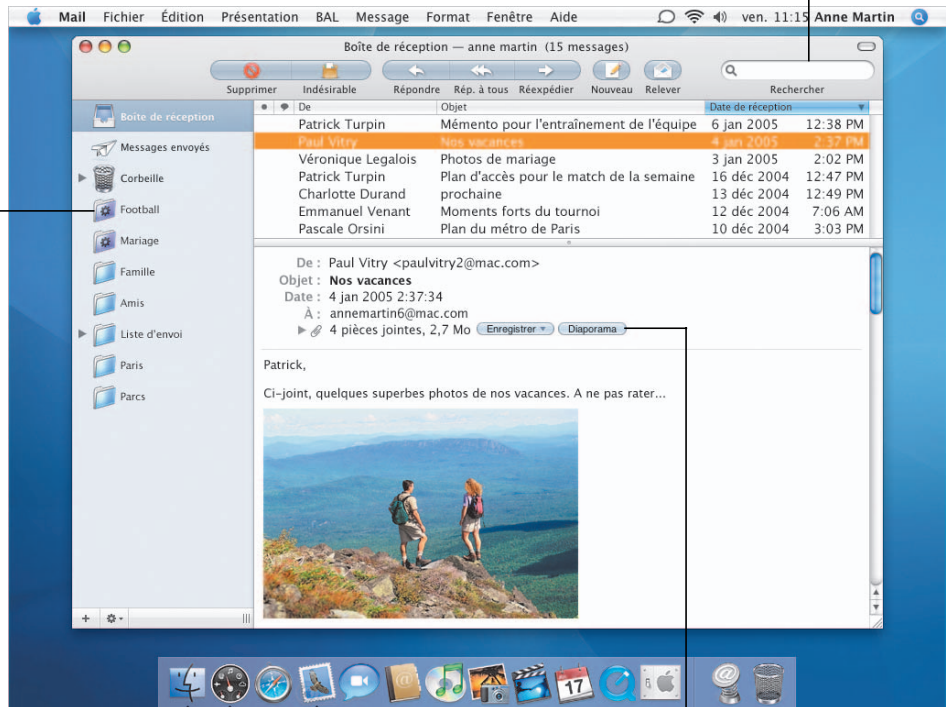 Mail Fichier Édition Présentation BAL Message Format Fenêtre Aide ven. 11:15 Anne Martin
Boîte de réception — anne martin (15 messages)
Supprimer Indésirable Répondre Rép. à tous Réexpédier Nouveau Relever Rechercher
De Objet Date de réception
Patrick Turpin Mémento pour l'entraînement de l'équipe 6 jan 2005 12:38 PM
Paul Vitry Nos vacances 4 jan 2005 2:37 PM
Véronique Legalois Photos de mariage 3 jan 2005 2:02 PM
Patrick Turpin Plan d'accès pour le match de la semaine 16 déc 2004 12:47 PM
Charlotte Durand prochaine 13 déc 2004 12:49 PM
Emmanuel Venant Moments forts du tournoi 12 déc 2004 7:06 AM
Pascale Orsini Plan du métro de Paris 10 déc 2004 3:03 PM
Boîte de réception
Messages envoyés
Corbeille
Football
Mariage
Famille
Amis
Liste d'envoi
Paris
Parcs
De : Paul Vitry <paulvitry2@mac.com>
Objet : Nos vacances
Date : 4 jan 2005 2:37:34
À : annemartin6@mac.com
4 pièces jointes, 2,7 Mo Enregistrer Diaporama
Patrick,
Ci-joint, quelques superbes photos de nos vacances. A ne pas rater...
17